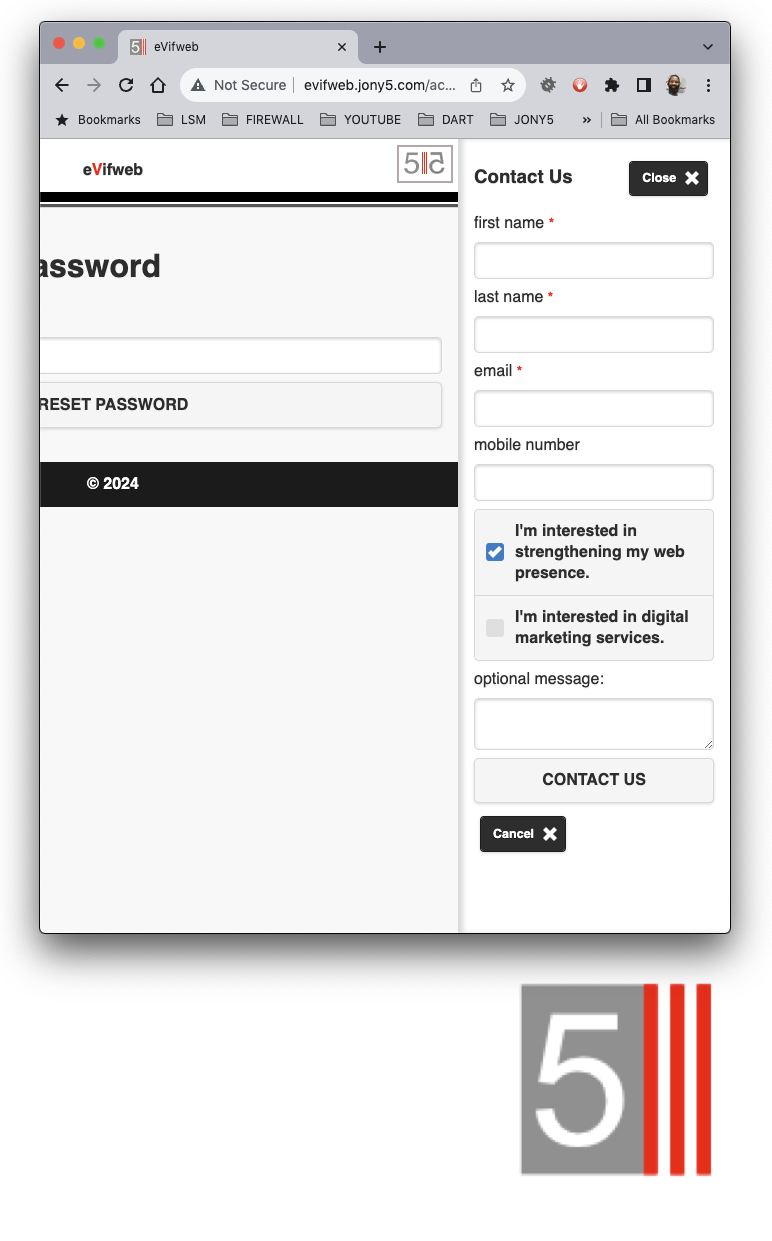 5 eVifweb
Not Secure evifweb.jony5.com/ac...
Bookmarks LSM FIREWALL YOUTUBE DART JONY5 » All Bookmarks
eVifweb
5
Contact Us
Close
first name *
assword
last name *
email *
RESET PASSWORD
mobile number
© 2024
I'm interested in
strengthening my web
presence.
I'm interested in digital
marketing services.
optional message:
CONTACT US
Cancel
5